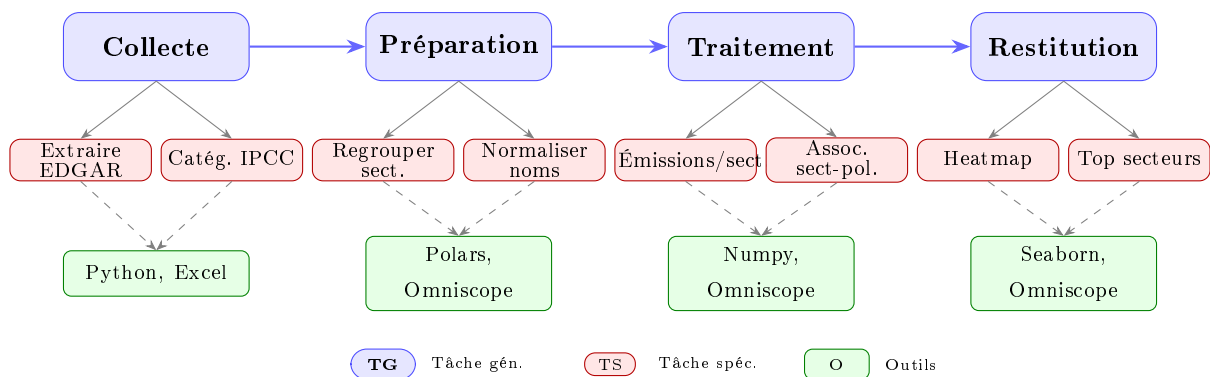 Collecte
Préparation
Traitement
Restitution
Extraire
EDGAR
Catég. IPCC
Regrouper
sect.
Normaliser
noms
Émissions/sect
Assoc.
sect-pol.
Heatmap
Top secteurs
Python, Excel
Polars,
Omniscope
Numpy,
Omniscope
Seaborn,
Omniscope
TG Tâche gén.
TS Tâche spéc.
O Outils